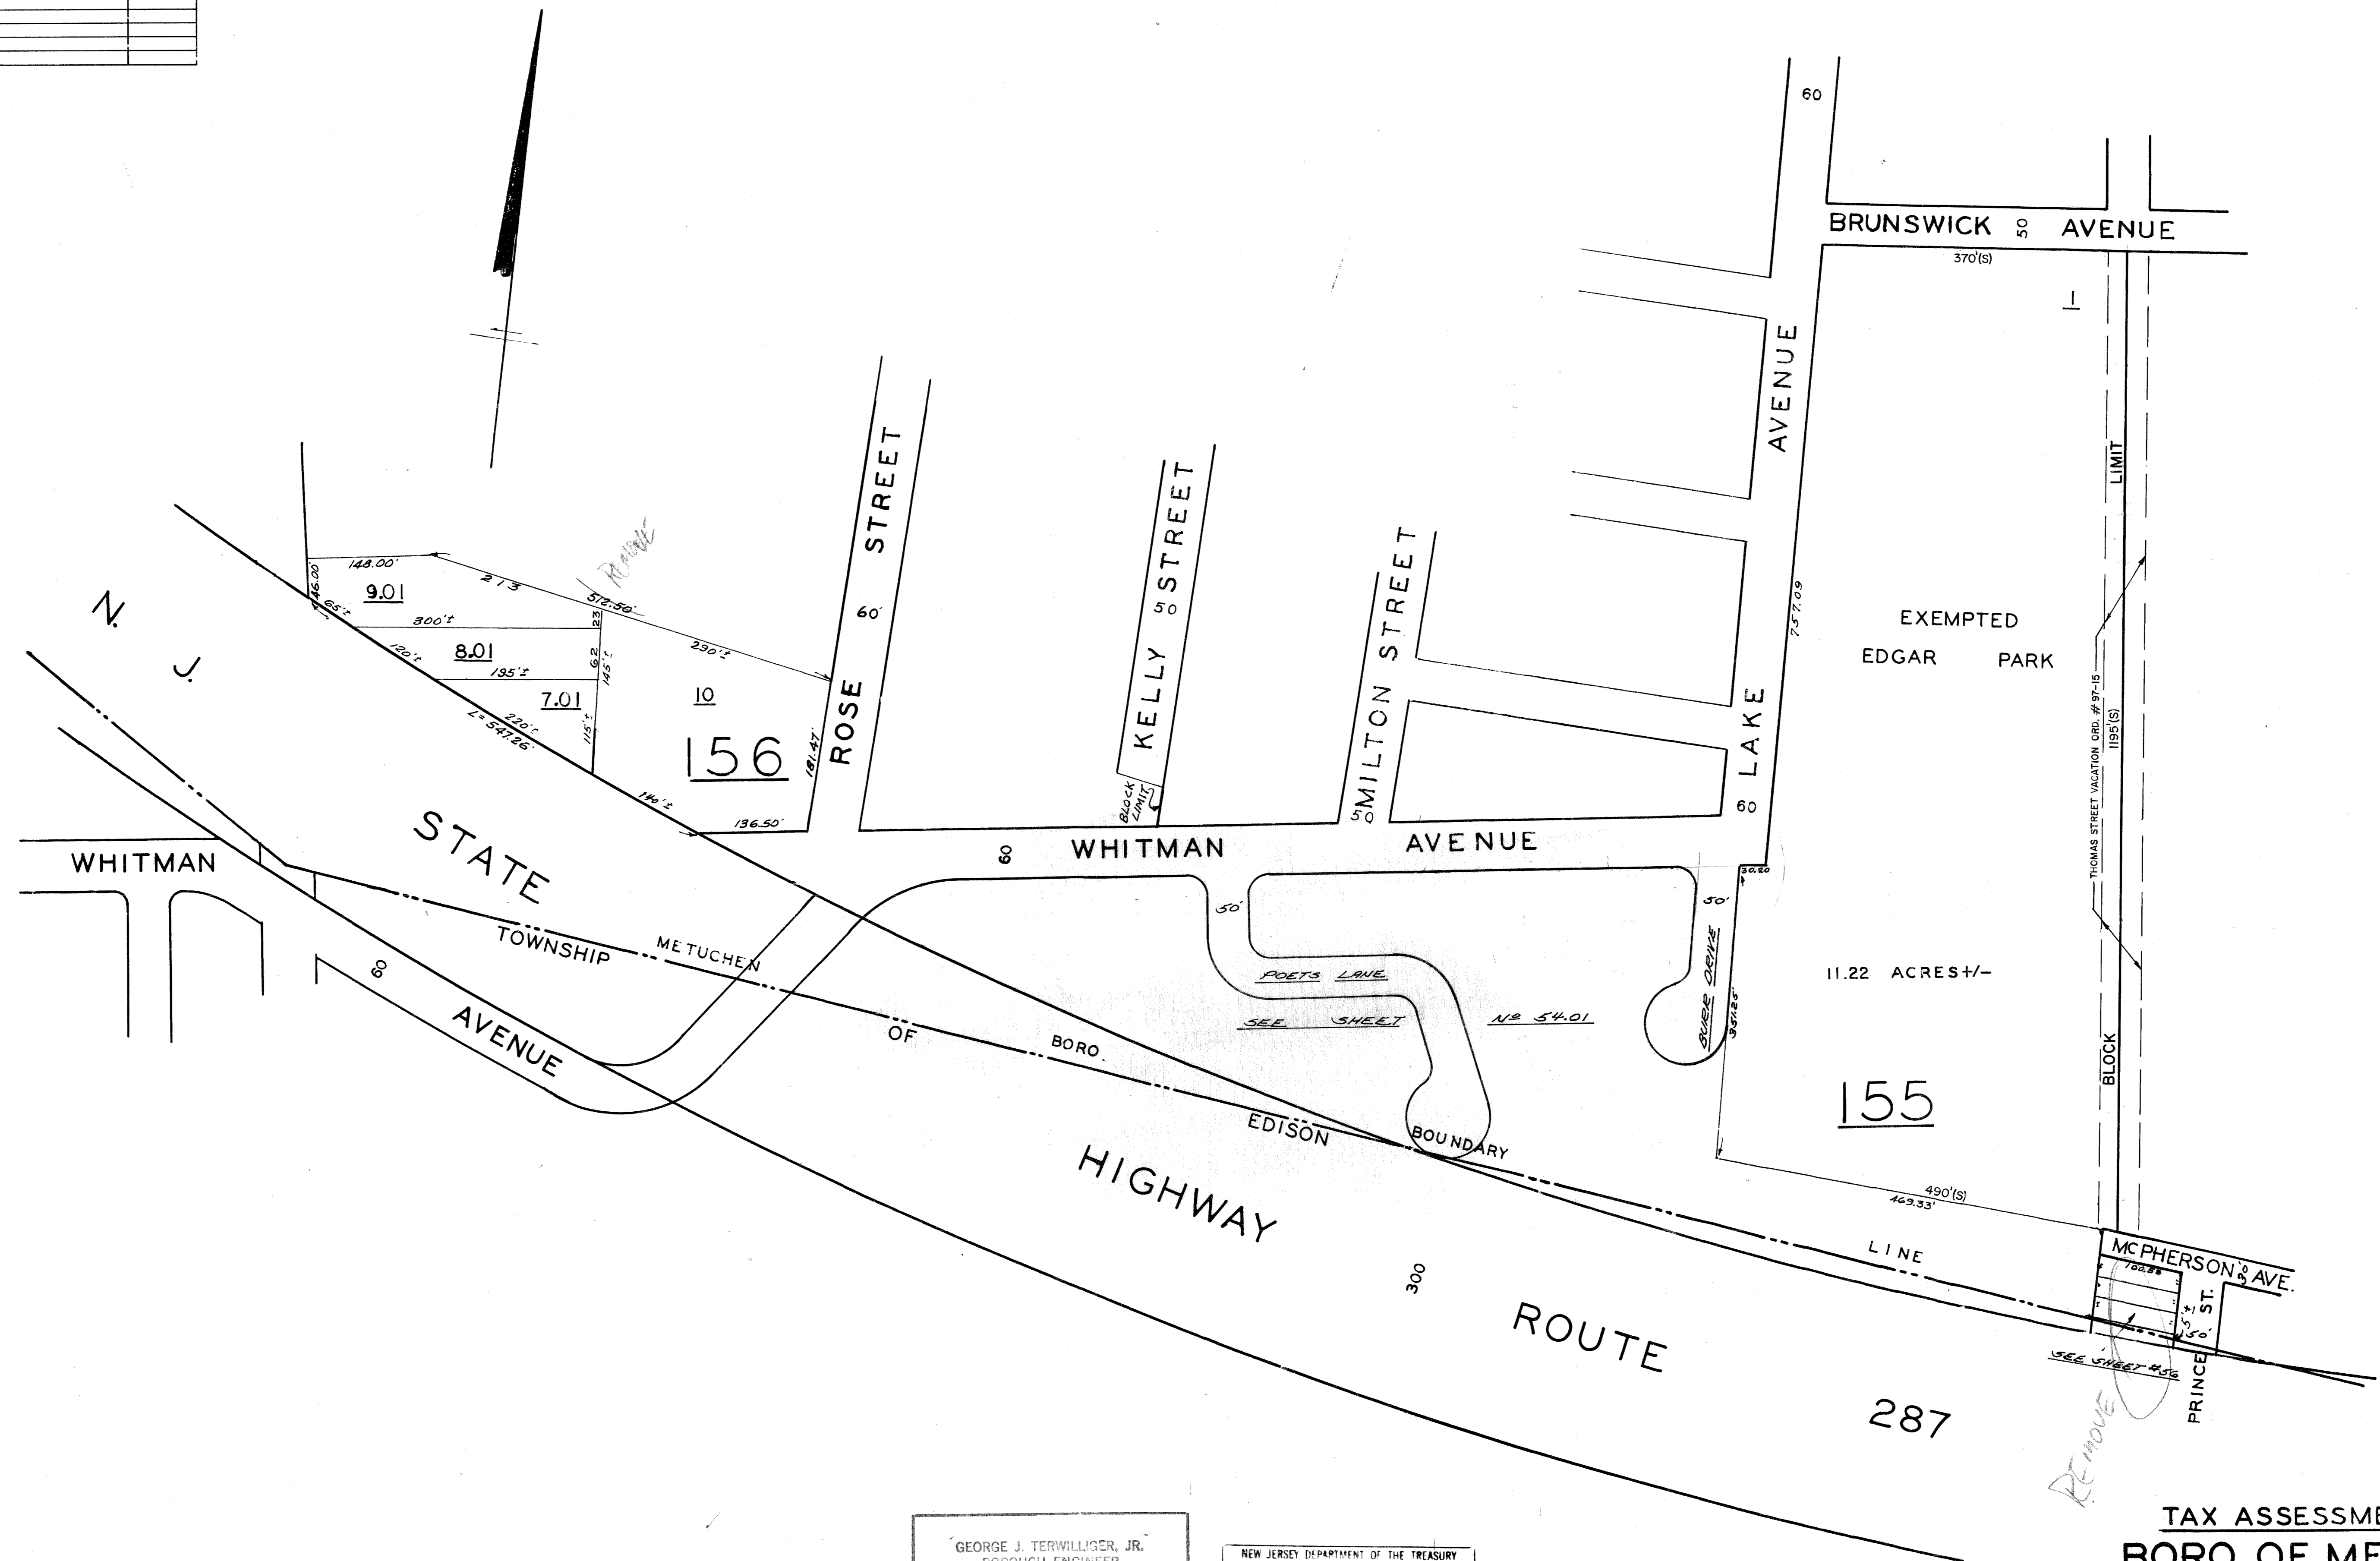 60
BRUNSWICK 50 AVENUE
370'(S)
1
AVENUE
LAKE
60
757.09
LIMIT
BLOCK
1195'(S)
THOMAS STREET VACATION ORD. # 97-15
EXEMPTED
EDGAR PARK
11.22 ACRES+/-
155
30.20
351.25'
490'(S)
469.33'
148.00'
46.00'
9.01
213
512.50'
REMOVE
65'±
300'±
23
8.01
120'±
62
145'±
290'±
195'±
7.01
220'±
L=547.26'
115'±
10
156
181.47'
140'±
136.50'
ROSE STREET
60'
KELLY STREET
50
BLOCK
LIMIT
MILTON STREET
50
N. J.
STATE
HIGHWAY
ROUTE
287
300
WHITMAN
AVENUE
60
60
WHITMAN AVENUE
50'
50'
BOIER DRIVE
POETS LANE
SEE SHEET Nº 54.01
TOWNSHIP
OF
EDISON
METUCHEN
BORO.
BOUNDARY
LINE
MCPHERSON AVE.
30
100.58
PRINCE ST.
50'
SEE SHEET #56
REMOVE
GEORGE J. TERWILLIGER, JR.
BOROUGH ENGINEER
NEW JERSEY DEPARTMENT OF THE TREASURY
TAX ASSESSME
BORO OF ME